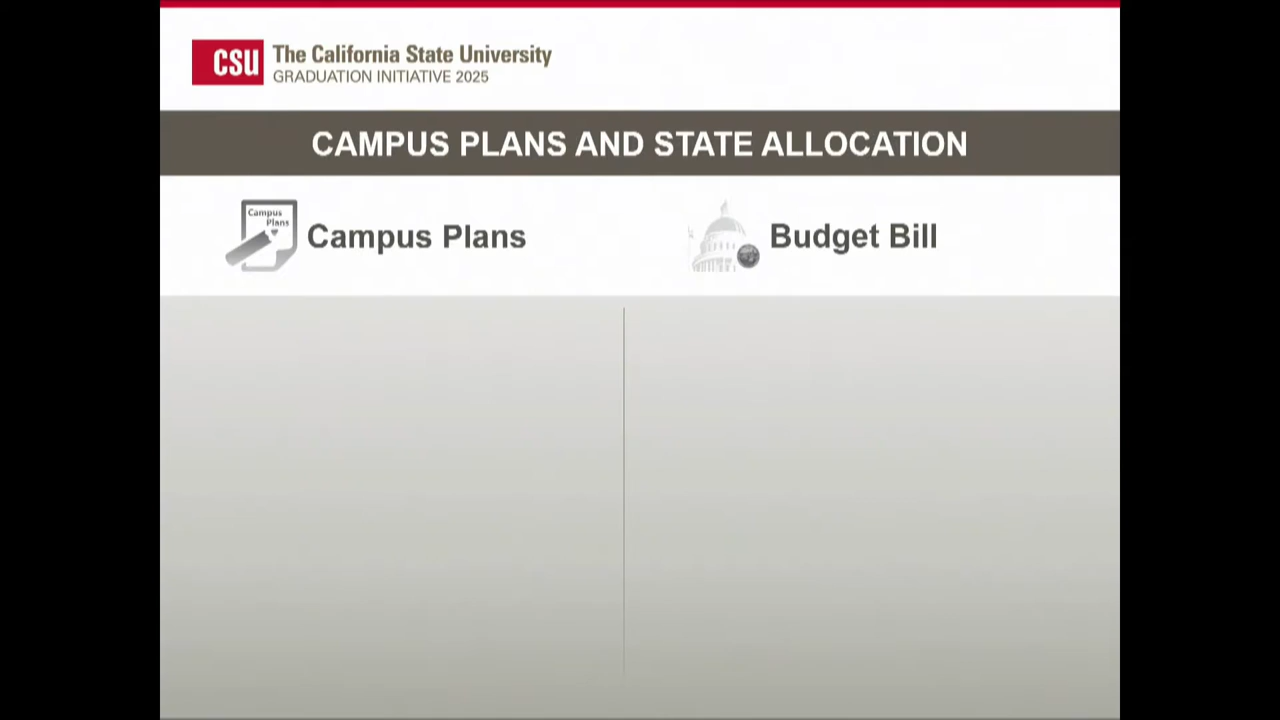 CSU The California State University
GRADUATION INITIATIVE 2025
CAMPUS PLANS AND STATE ALLOCATION
Campus
Plans
Campus Plans
Budget Bill